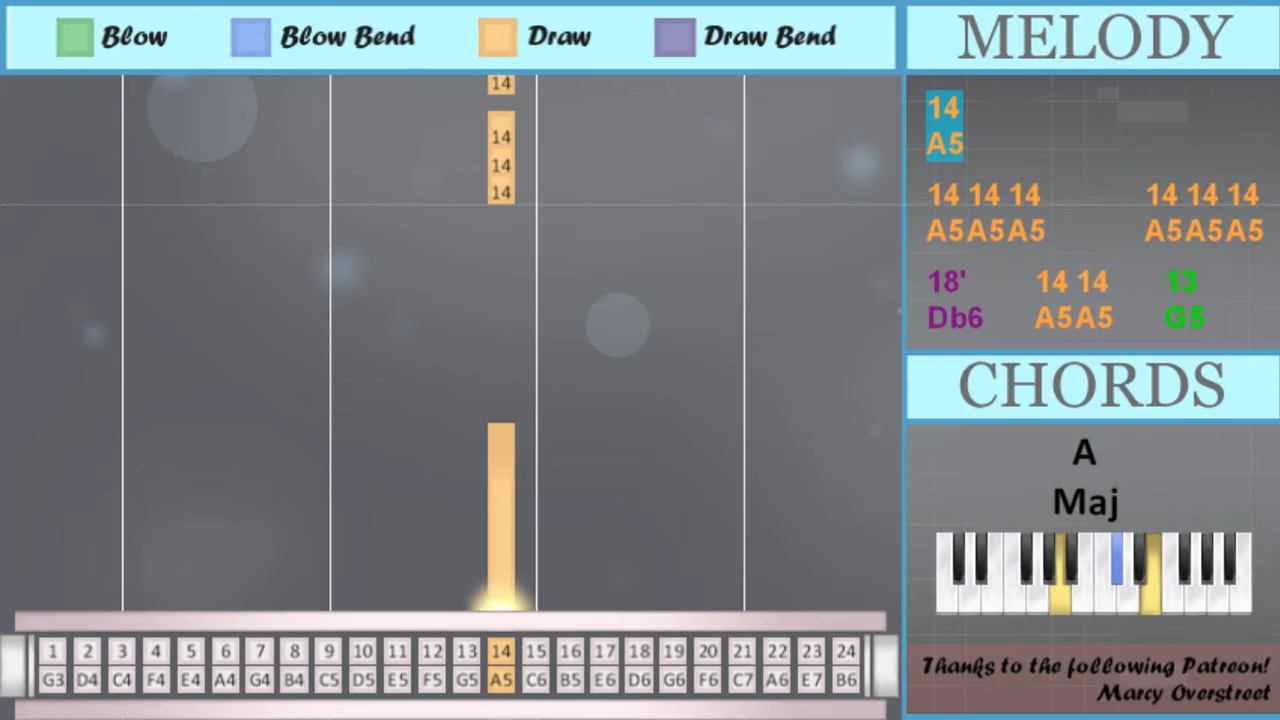 Blow Blow Bend Draw Draw Bend
MELODY
14
14
14
14
14
A5
14 14 14 14 14 14
A5A5A5 A5A5A5
18' 14 14 13
Db6 A5A5 G5
CHORDS
A
Maj
Thanks to the following Patreon!
Marcy Overstreet
1 2 3 4 5 6 7 8 9 10 11 12 13 14 15 16 17 18 19 20 21 22 23 24
G3 D4 C4 F4 E4 A4 G4 B4 C5 D5 E5 F5 G5 A5 C6 B5 E6 D6 G6 F6 C7 A6 E7 B6